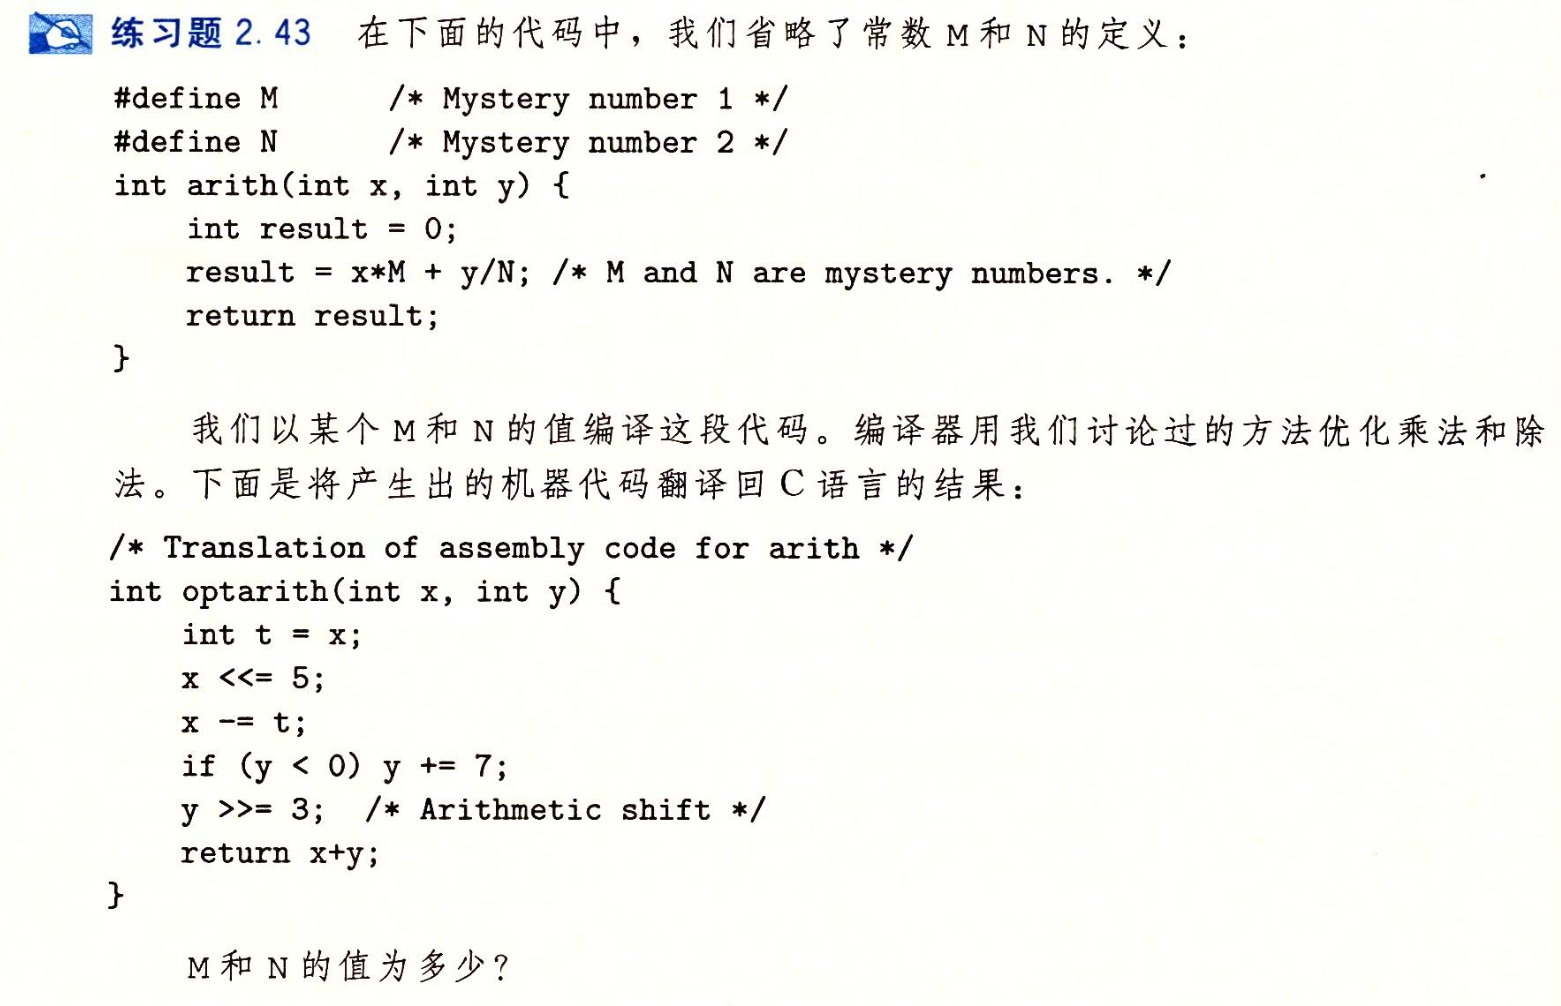 练习题 2.43 在下面的代码中，我们省略了常数 M 和 N 的定义：
#define M      /* Mystery number 1 */
#define N      /* Mystery number 2 */
int arith(int x, int y) {
    int result = 0;
    result = x*M + y/N; /* M and N are mystery numbers. */
    return result;
}
我们以某个 M 和 N 的值编译这段代码。编译器用我们讨论过的方法优化乘法和除
法。下面是将产生出的机器代码翻译回 C 语言的结果：
/* Translation of assembly code for arith */
int optarith(int x, int y) {
    int t = x;
    x <<= 5;
    x -= t;
    if (y < 0) y += 7;
    y >>= 3;  /* Arithmetic shift */
    return x+y;
}
M 和 N 的值为多少？